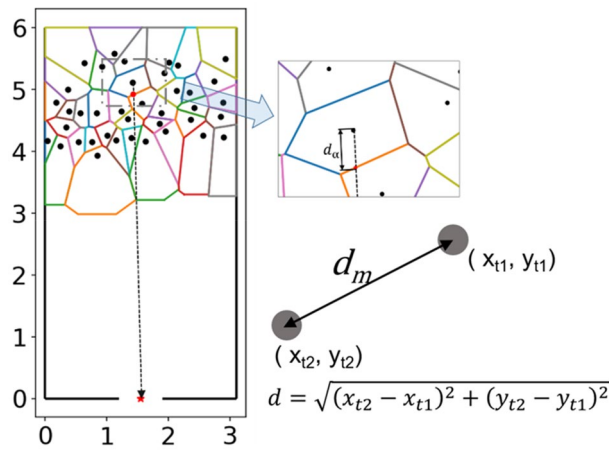 6
5
4
3
2
1
0
0 1 2 3
dα
dm
( xt1, yt1)
( xt2, yt2)
d = √(xt2 − xt1)² + (yt2 − yt1)²